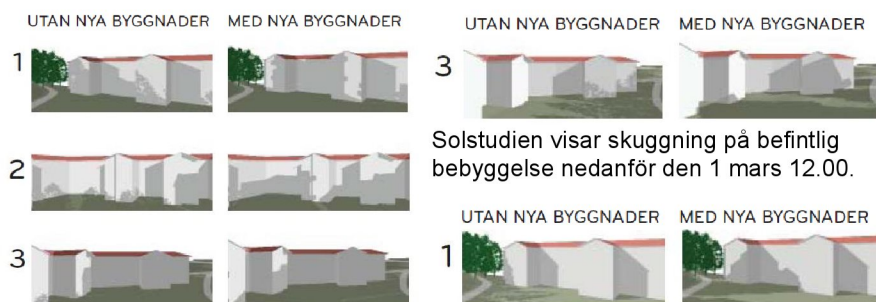 UTAN NYA BYGGNADER MED NYA BYGGNADER
1
2
3
UTAN NYA BYGGNADER MED NYA BYGGNADER
3
Solstudien visar skuggning på befintlig
bebyggelse nedanför den 1 mars 12.00.
UTAN NYA BYGGNADER MED NYA BYGGNADER
1